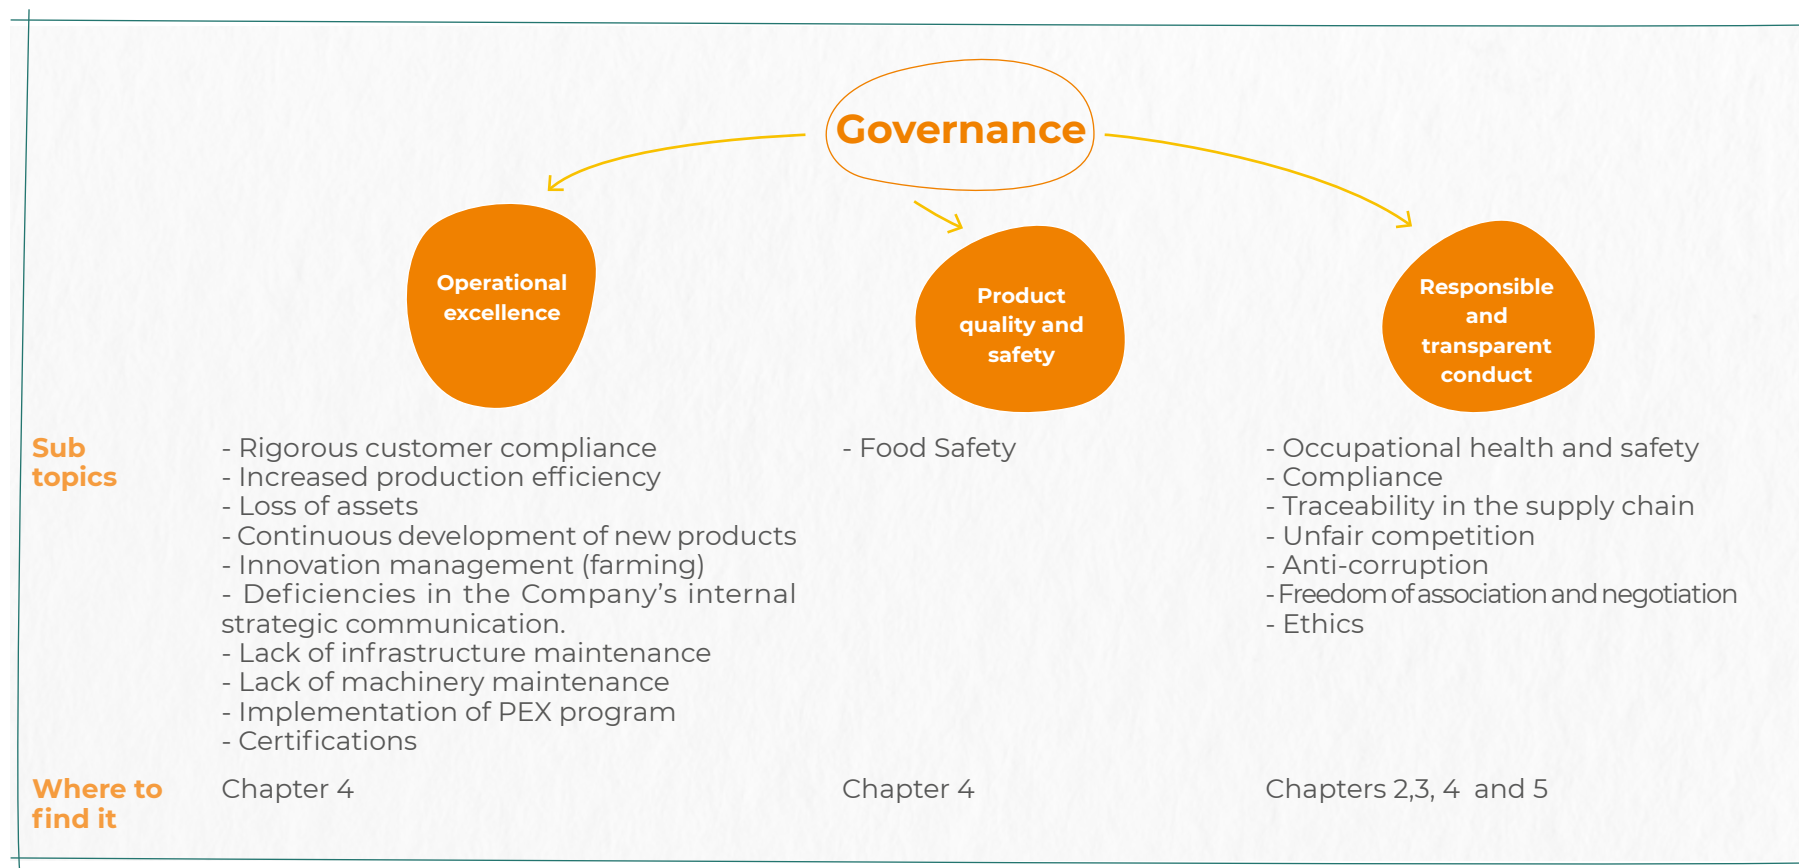 Governance
Operational
excellence
Product
quality and
safety
Responsible
and
transparent
conduct
Sub
topics
- Rigorous customer compliance
- Increased production efficiency
- Loss of assets
- Continuous development of new products
- Innovation management (farming)
- Deficiencies in the Company’s internal
strategic communication.
- Lack of infrastructure maintenance
- Lack of machinery maintenance
- Implementation of PEX program
- Certifications
- Food Safety
- Occupational health and safety
- Compliance
- Traceability in the supply chain
- Unfair competition
- Anti-corruption
- Freedom of association and negotiation
- Ethics
Where to
find it
Chapter 4
Chapter 4
Chapters 2,3, 4  and 5